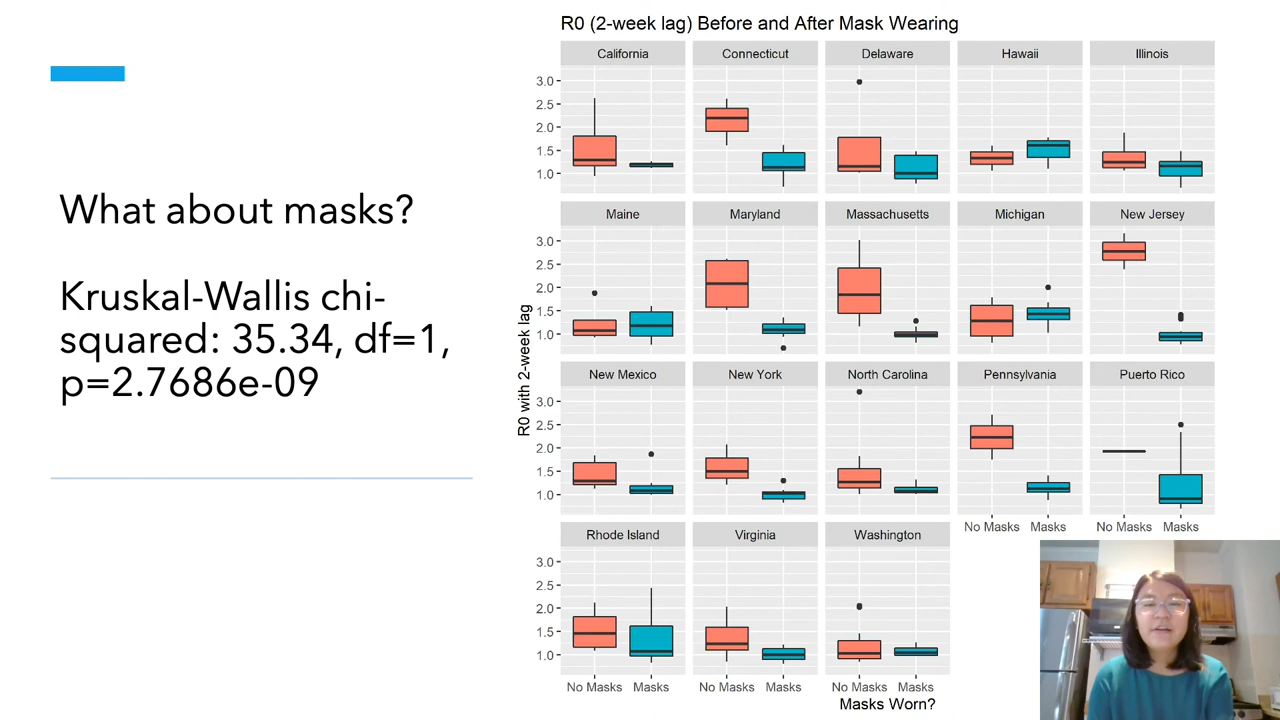 What about masks?
Kruskal-Wallis chi-
squared: 35.34, df=1,
p=2.7686e-09
R0 (2-week lag) Before and After Mask Wearing
California
Connecticut
Delaware
Hawaii
Illinois
3.0
2.5
2.0
1.5
1.0
Maine
Maryland
Massachusetts
Michigan
New Jersey
3.0
2.5
2.0
1.5
1.0
R0 with 2-week lag
New Mexico
New York
North Carolina
Pennsylvania
Puerto Rico
3.0
2.5
2.0
1.5
1.0
No Masks
Masks
No Masks
Masks
Rhode Island
Virginia
Washington
3.0
2.5
2.0
1.5
1.0
No Masks
Masks
No Masks
Masks
No Masks
Masks
Masks Worn?